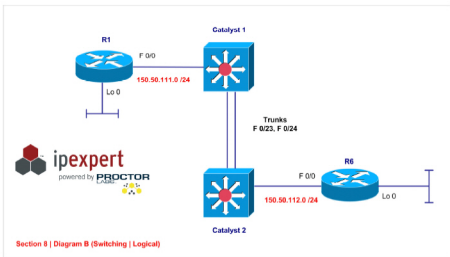 Catalyst 1
R1
F 0/0
150.50.111.0 /24
Lo 0
Trunks
F 0/23, F 0/24
ipexpert
powered by PROCTOR
LABS
R6
F 0/0
Lo 0
150.50.112.0 /24
Catalyst 2
Section 8 | Diagram B (Switching | Logical)